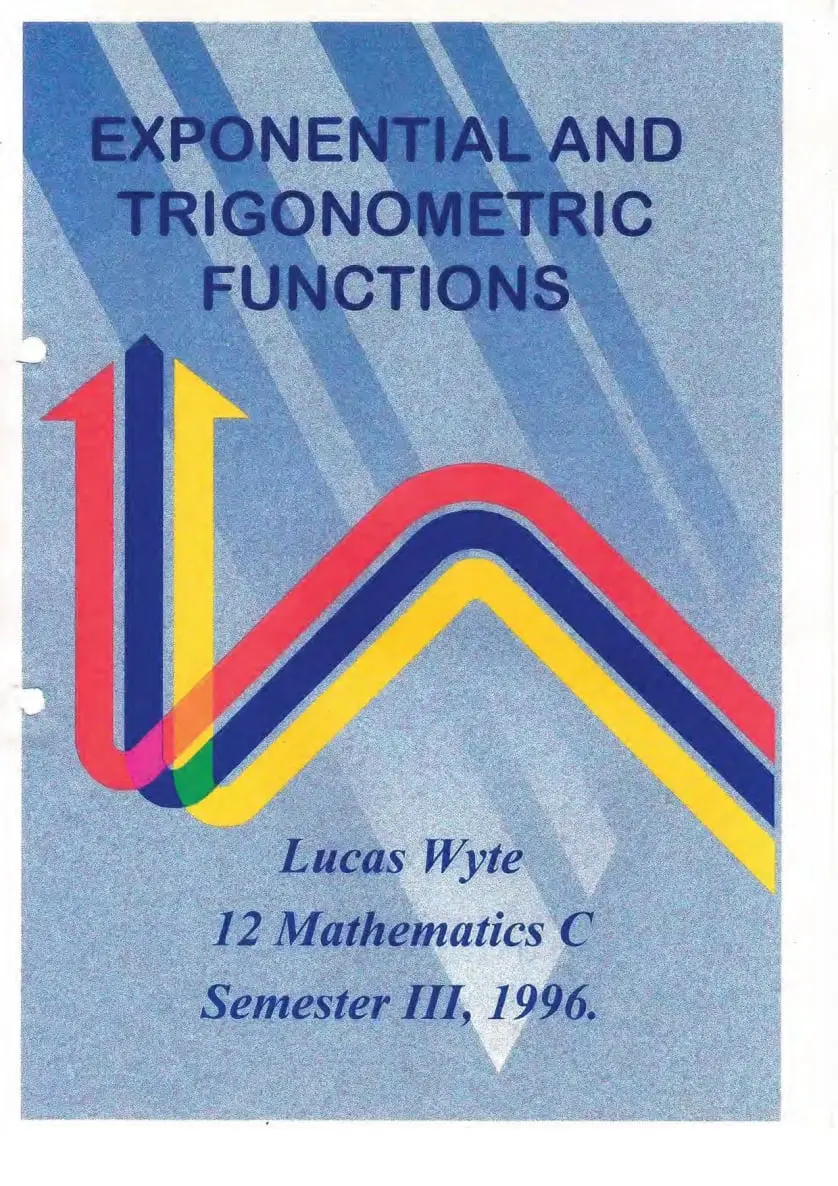 EXPONENTIAL AND
TRIGONOMETRIC
FUNCTIONS
Lucas Wyte
12 Mathematics C
Semester III, 1996.